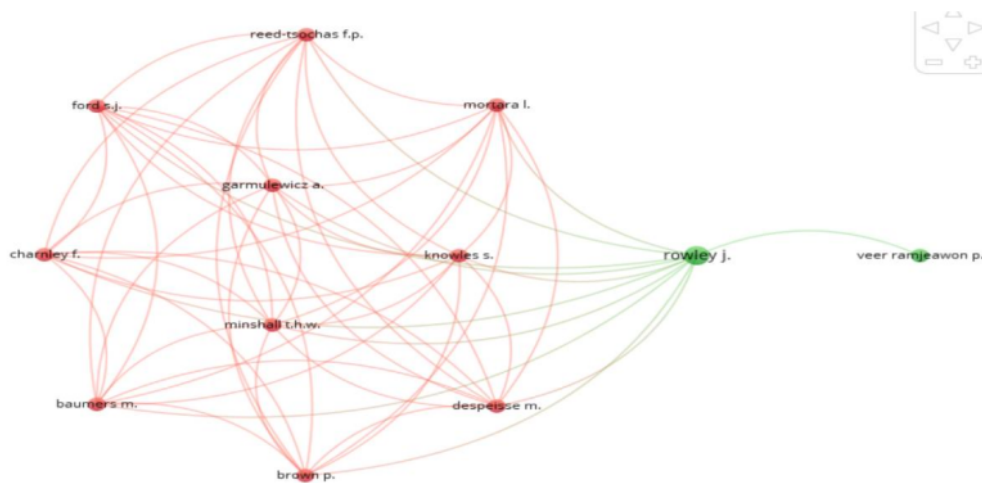 reed-tsochas f.p.
ford s.j.
mortara l.
garmulewicz a.
charnley f.
knowles s.
rowley j.
veer ramjeawon p.
minshall t.h.w.
baumers m.
despeisse m.
brown p.